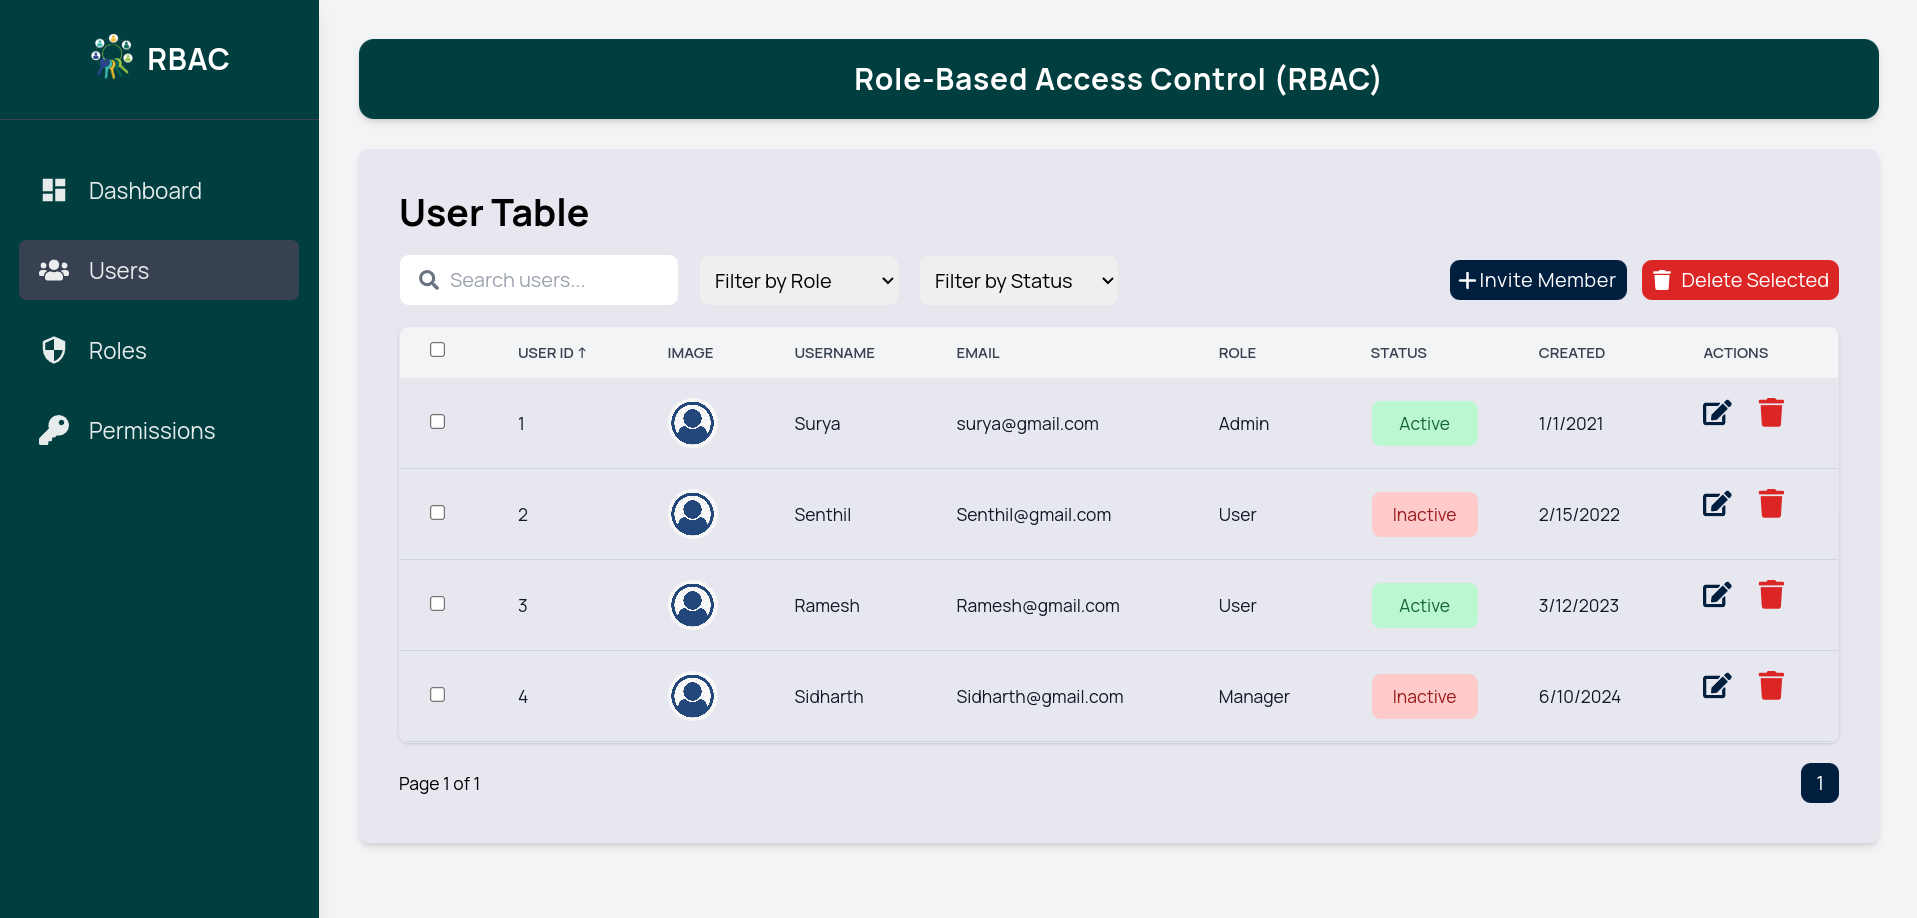 RBAC
Role-Based Access Control (RBAC)
Dashboard
Users
Roles
Permissions
User Table
Search users...
Filter by Role
Filter by Status
Invite Member
Delete Selected
USER ID ↑ IMAGE USERNAME EMAIL ROLE STATUS CREATED ACTIONS
1 Surya surya@gmail.com Admin Active 1/1/2021
2 Senthil Senthil@gmail.com User Inactive 2/15/2022
3 Ramesh Ramesh@gmail.com User Active 3/12/2023
4 Sidharth Sidharth@gmail.com Manager Inactive 6/10/2024
Page 1 of 1
1